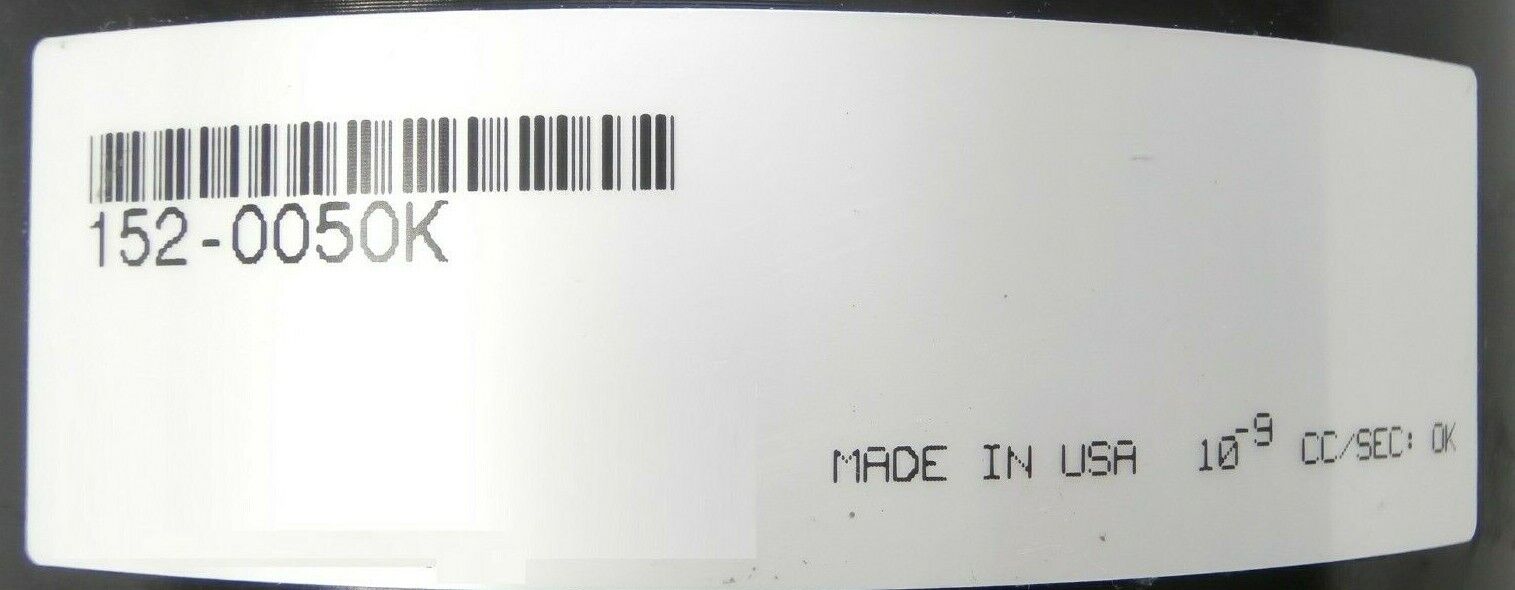 152-0050K
MADE IN USA 10⁻⁹ CC/SEC: OK